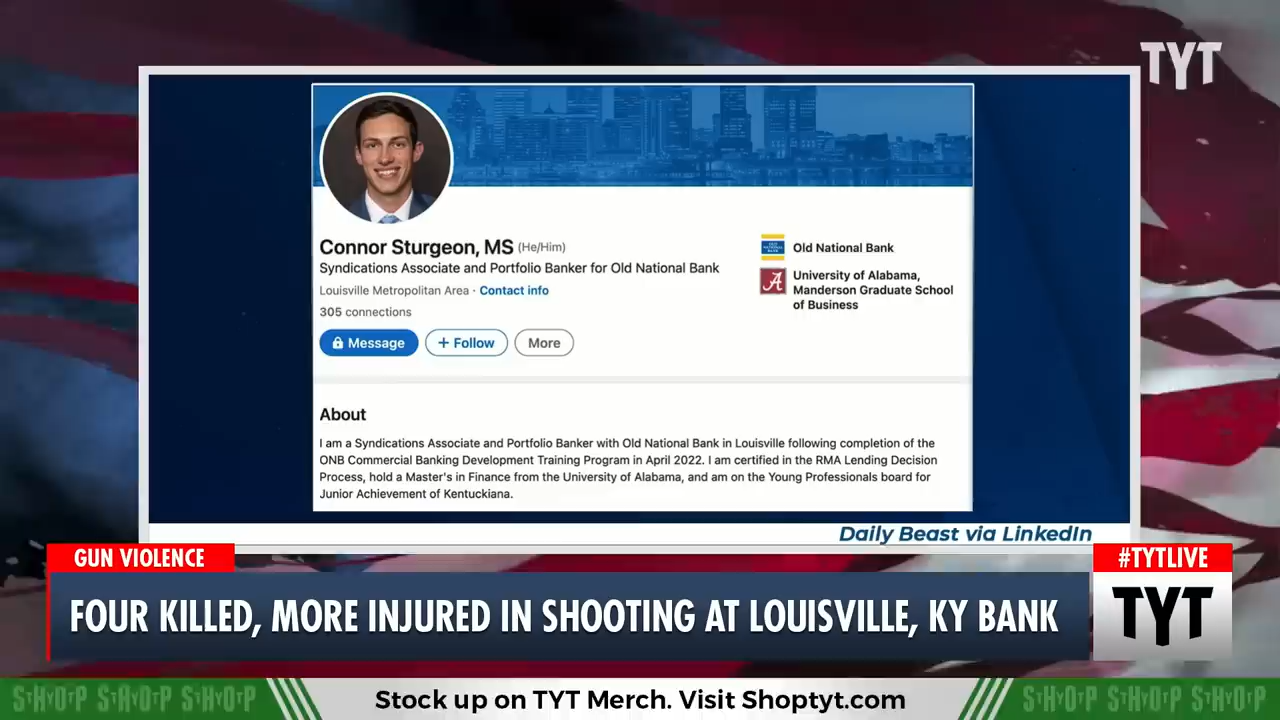 TYT
Connor Sturgeon, MS (He/Him)
Syndications Associate and Portfolio Banker for Old National Bank
Louisville Metropolitan Area · Contact info
305 connections
Message
+ Follow
More
OLD NATIONAL BANK
Old National Bank
A
University of Alabama,
Manderson Graduate School
of Business
About
I am a Syndications Associate and Portfolio Banker with Old National Bank in Louisville following completion of the
ONB Commercial Banking Development Training Program in April 2022. I am certified in the RMA Lending Decision
Process, hold a Master's in Finance from the University of Alabama, and am on the Young Professionals board for
Junior Achievement of Kentuckiana.
Daily Beast via LinkedIn
GUN VIOLENCE
#TYTLIVE
FOUR KILLED, MORE INJURED IN SHOOTING AT LOUISVILLE, KY BANK
TYT
Stock up on TYT Merch. Visit Shoptyt.com